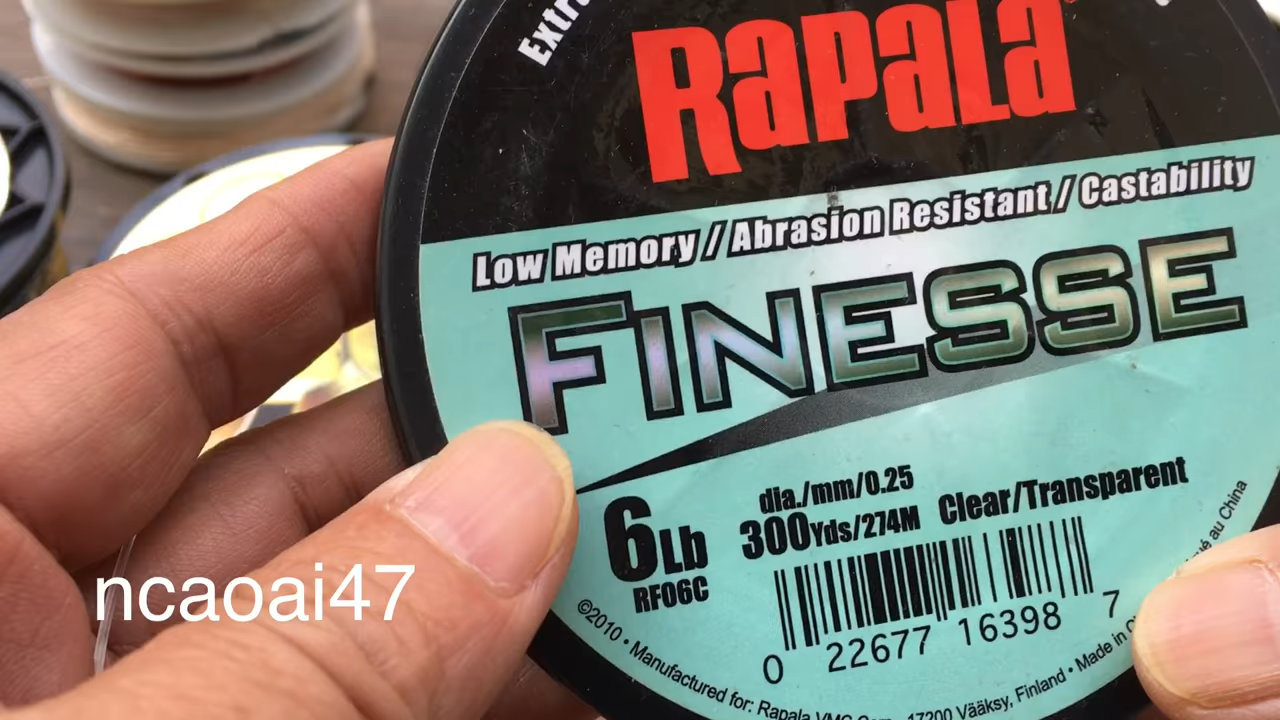 RAPALA
Low Memory / Abrasion Resistant / Castability
FINESSE
dia./mm/0.25
6Lb 300Yds/274M Clear/Transparent
RF06C
0 22677 16398 7
©2010 • Manufactured for: Rapala VMC Corp., 17200 Vääksy, Finland • Made in
au China
ncaoai47